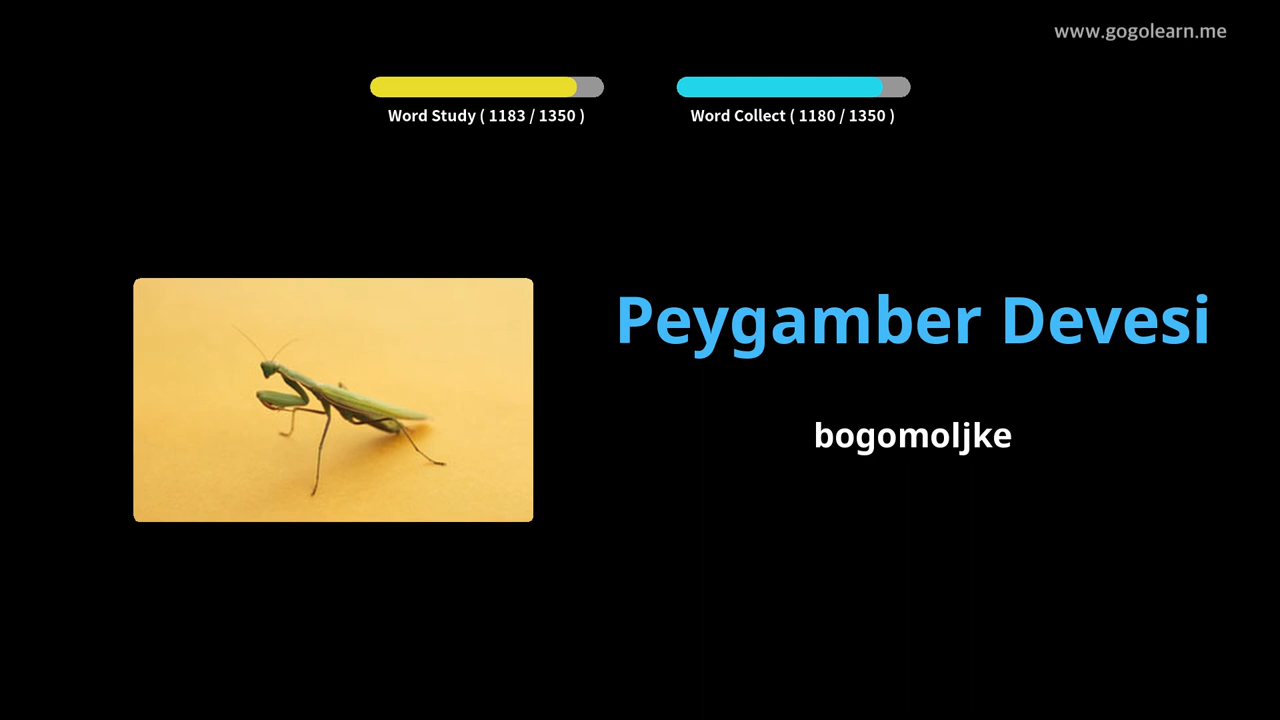 www.gogolearn.me
Word Study ( 1183 / 1350 )
Word Collect ( 1180 / 1350 )
Peygamber Devesi
bogomoljke